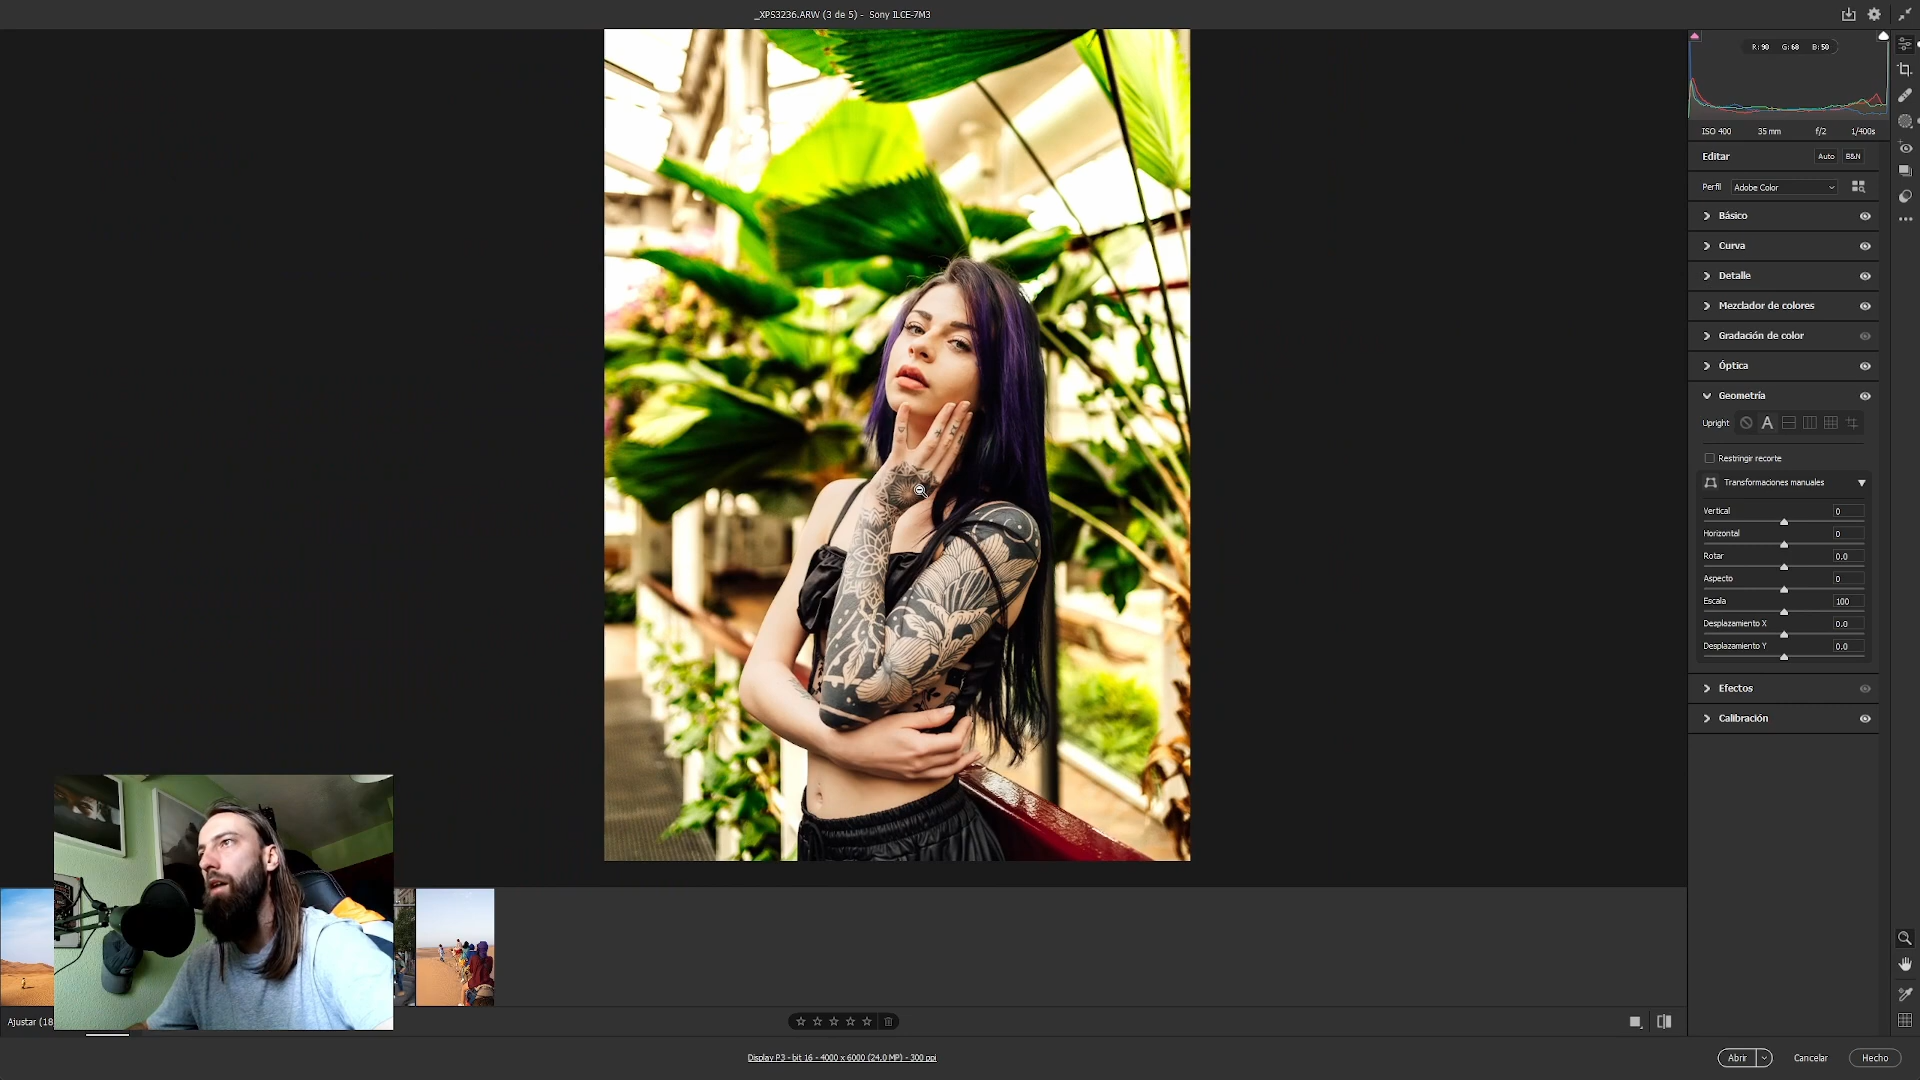 _XPS3236.ARW (3 de 5) - Sony ILCE-7M3
R: 90 G: 60 B: 50
ISO 400 35 mm f/2 1/400s
Editar Auto B&N
Perfil Adobe Color
Básico
Curva
Detalle
Mezclador de colores
Gradación de color
Óptica
Geometría
Upright A
Restringir recorte
Transformaciones manuales
Vertical 0
Horizontal 0
Rotar 0.0
Aspecto 0
Escala 100
Desplazamiento X 0.0
Desplazamiento Y 0.0
Efectos
Calibración
Ajustar (18
Display P3 - bit 16 - 4000 x 6000 (24.0 MP) - 300 ppi
Abrir Cancelar Hecho